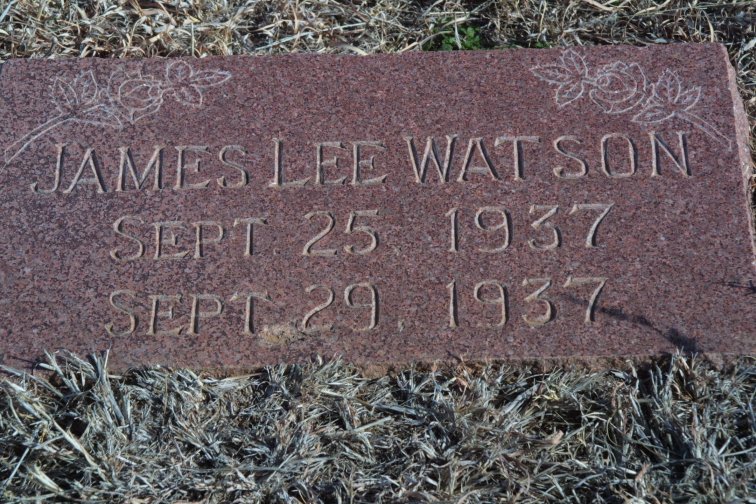 JAMES LEE WATSON
SEPT. 25, 1937
SEPT. 29, 1937